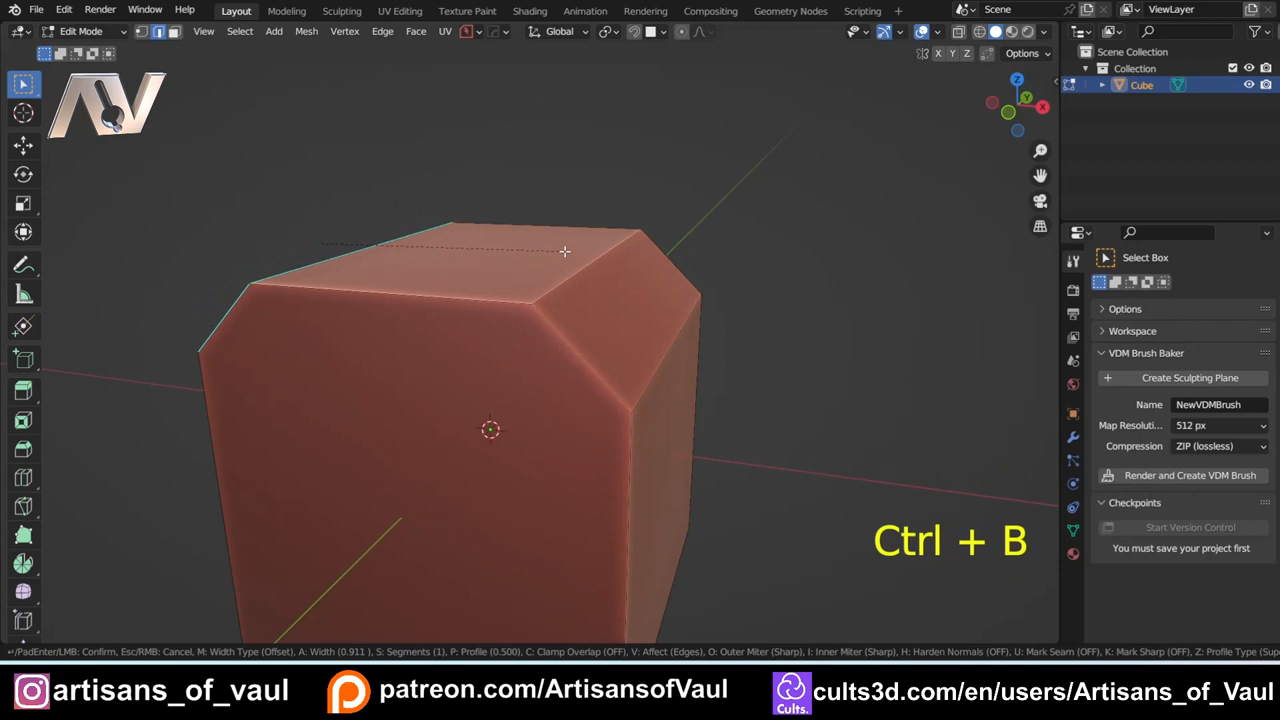 File Edit Render Window Help Layout Modeling Sculpting UV Editing Texture Paint Shading Animation Rendering Compositing Geometry Nodes Scripting + Scene ViewLayer
Edit Mode View Select Add Mesh Vertex Edge Face UV Global
X Y Z Options
Scene Collection
Collection
Cube
AV
Z
Y
X
Select Box
Options
Workspace
VDM Brush Baker
Create Sculpting Plane
Name NewVDMBrush
Map Resoluti... 512 px
Compression ZIP (lossless)
Render and Create VDM Brush
Checkpoints
Start Version Control
You must save your project first
Ctrl + B
↵/PadEnter/LMB: Confirm, Esc/RMB: Cancel, M: Width Type (Offset), A: Width (0.911 ), S: Segments (1), P: Profile (0.500), C: Clamp Overlap (OFF), V: Affect (Edges), O: Outer Miter (Sharp), I: Inner Miter (Sharp), H: Harden Normals (OFF), U: Mark Seam (OFF), K: Mark Sharp (OFF), Z: Profile Type (Sup
artisans_of_vaul patreon.com/ArtisansofVaul Cults. cults3d.com/en/users/Artisans_of_Vaul